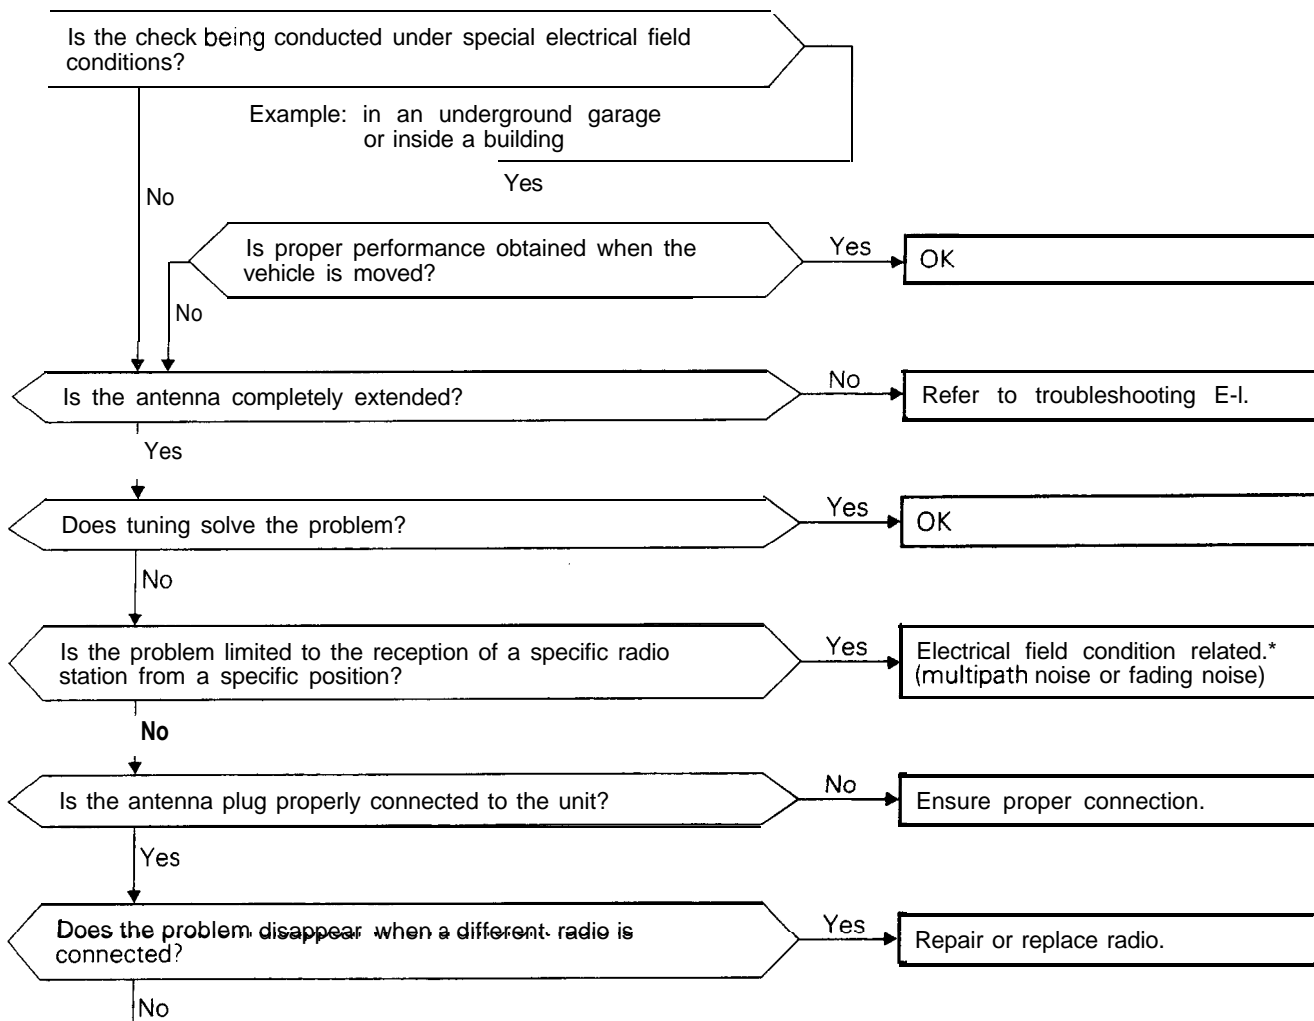 Is the check being conducted under special electrical field
conditions?
Example: in an underground garage
or inside a building
Yes
No
Is proper performance obtained when the
vehicle is moved?
Yes
OK
No
Is the antenna completely extended?
No
Refer to troubleshooting E-l.
Yes
Does tuning solve the problem?
Yes
OK
No
Is the problem limited to the reception of a specific radio
station from a specific position?
Yes
Electrical field condition related.*
(multipath noise or fading noise)
No
Is the antenna plug properly connected to the unit?
No
Ensure proper connection.
Yes
Does the problem disappear when a different radio is
connected?
Yes
Repair or replace radio.
No